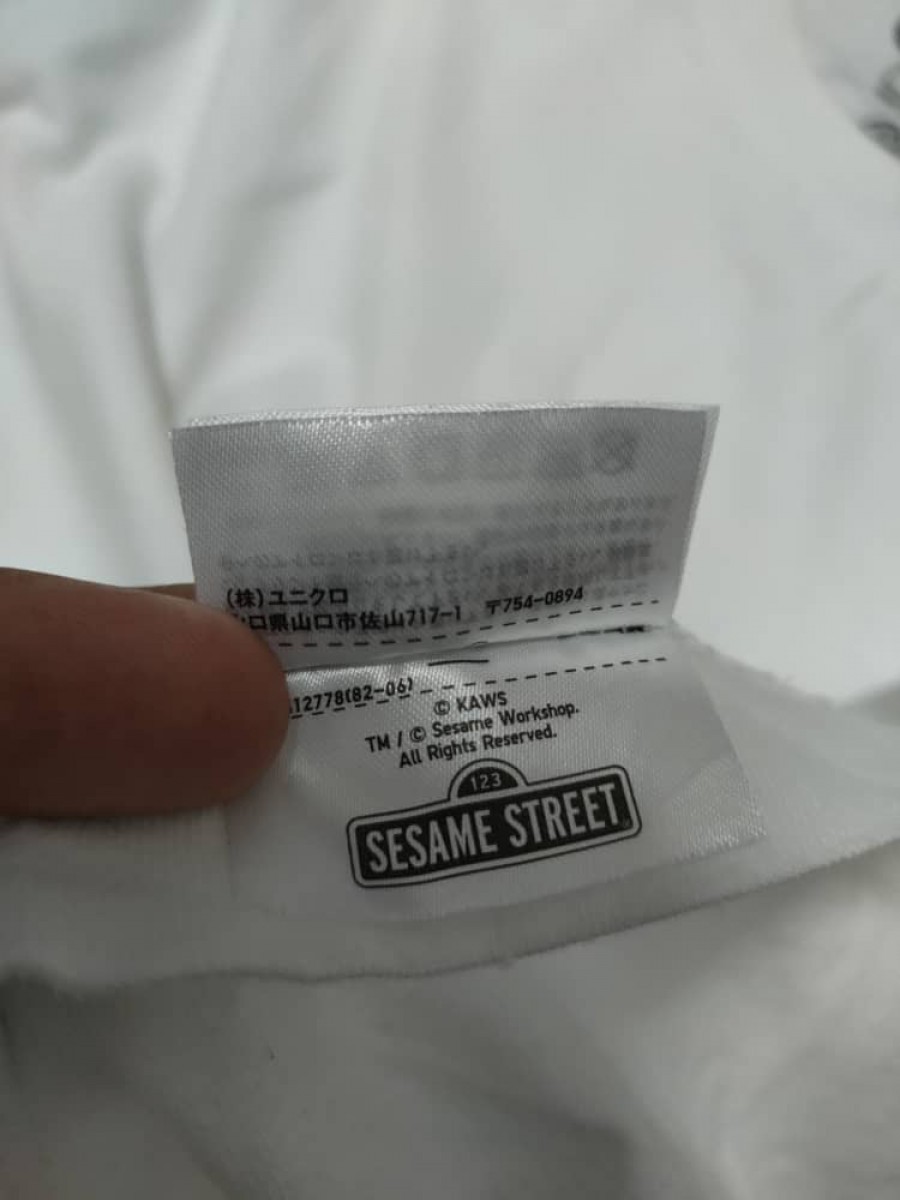 (株)ユニクロ
口県山口市佐山717-1 〒754-0894
12778(82-06)
© KAWS
TM / © Sesame Workshop.
All Rights Reserved.
123
SESAME STREET